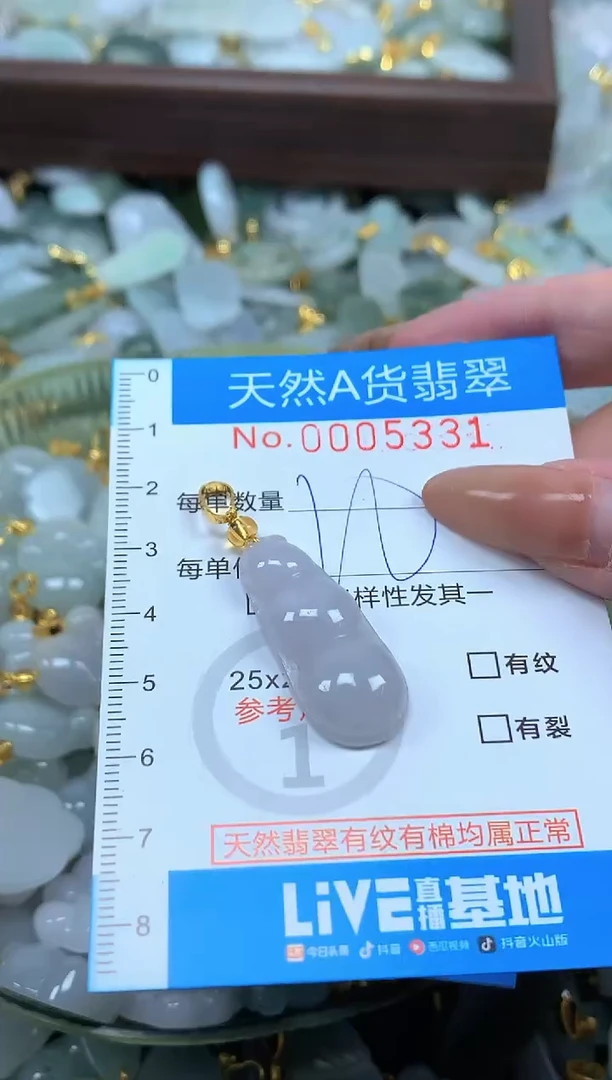 天然A货翡翠
No.0005331
0
1
2
3
4
5
6
7
8
每单数量
每单
样性发其一
25x2
参考
1
有纹
有裂
天然翡翠有纹有棉均属正常
LiVE直播基地
今日头条 抖音 西瓜视频 抖音火山版